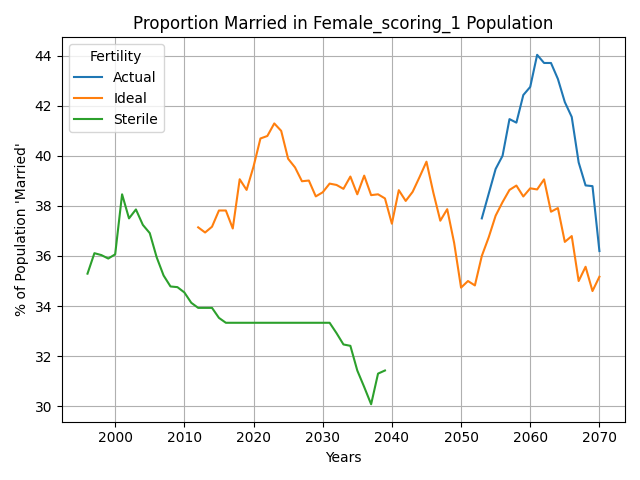 Proportion Married in Female_scoring_1 Population
Fertility
Actual
Ideal
Sterile
% of Population 'Married'
44
42
40
38
36
34
32
30
2000
2010
2020
2030
2040
2050
2060
2070
Years